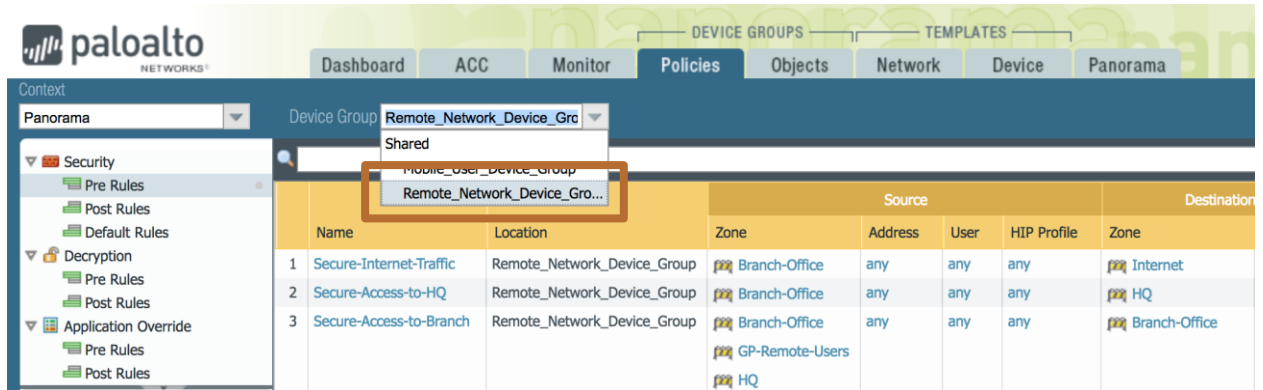 paloalto
NETWORKS®
DEVICE GROUPS
TEMPLATES
Dashboard ACC Monitor Policies Objects Network Device Panorama
Context
Panorama
Device Group Remote_Network_Device_Grc
Shared
Mobile_User_Device_Group
Remote_Network_Device_Gro...
Security
Pre Rules
Post Rules
Default Rules
Decryption
Pre Rules
Post Rules
Application Override
Pre Rules
Post Rules
Source Destination
Name Location Zone Address User HIP Profile Zone
1 Secure-Internet-Traffic Remote_Network_Device_Group Branch-Office any any any Internet
2 Secure-Access-to-HQ Remote_Network_Device_Group Branch-Office any any any HQ
3 Secure-Access-to-Branch Remote_Network_Device_Group Branch-Office any any any Branch-Office
GP-Remote-Users
HQ